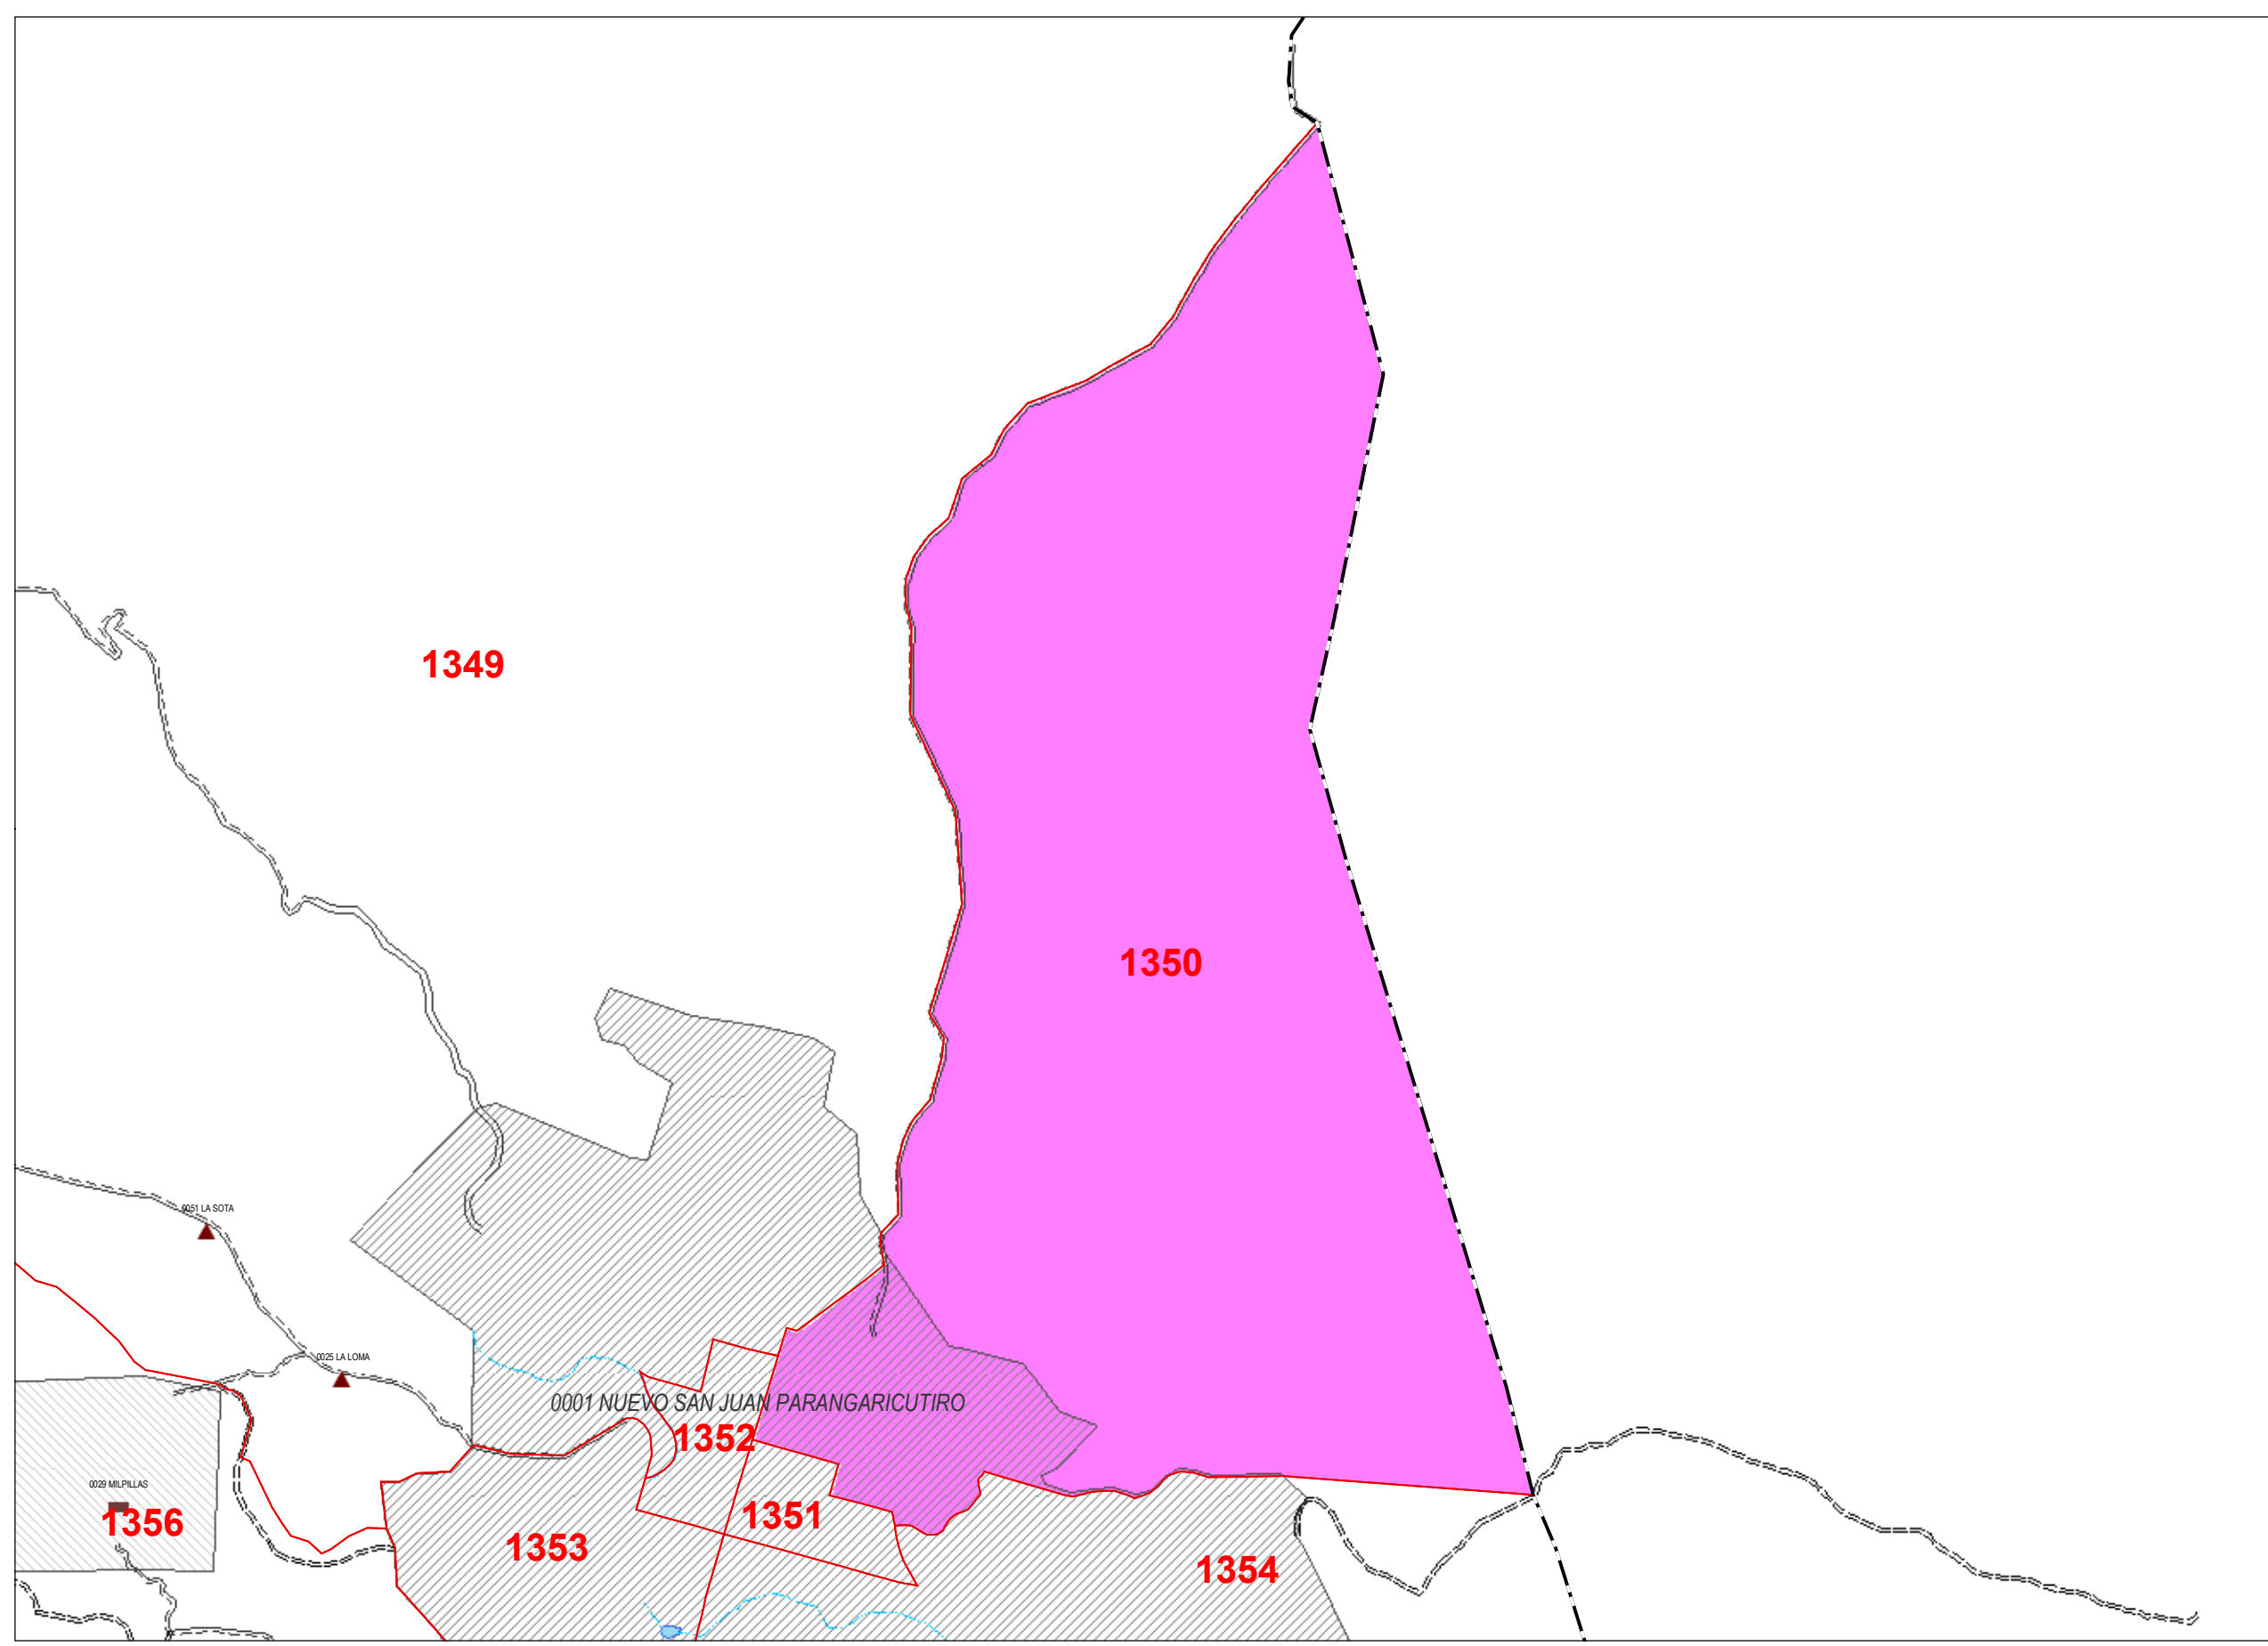 1349
1350
0051 LA SOTA
0025 LA LOMA
0001 NUEVO SAN JUAN PARANGARICUTIRO
1352
0029 MILPILLAS
1356
1351
1353
1354